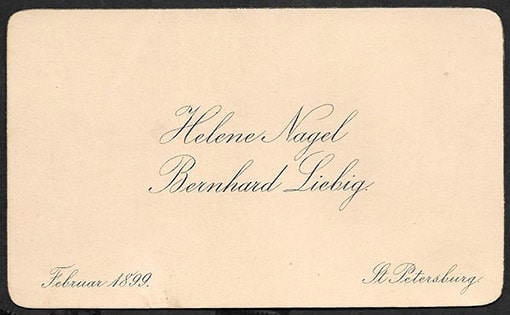 Helene Nagel
Bernhard Liebig.
Februar 1899.
St Petersburg.